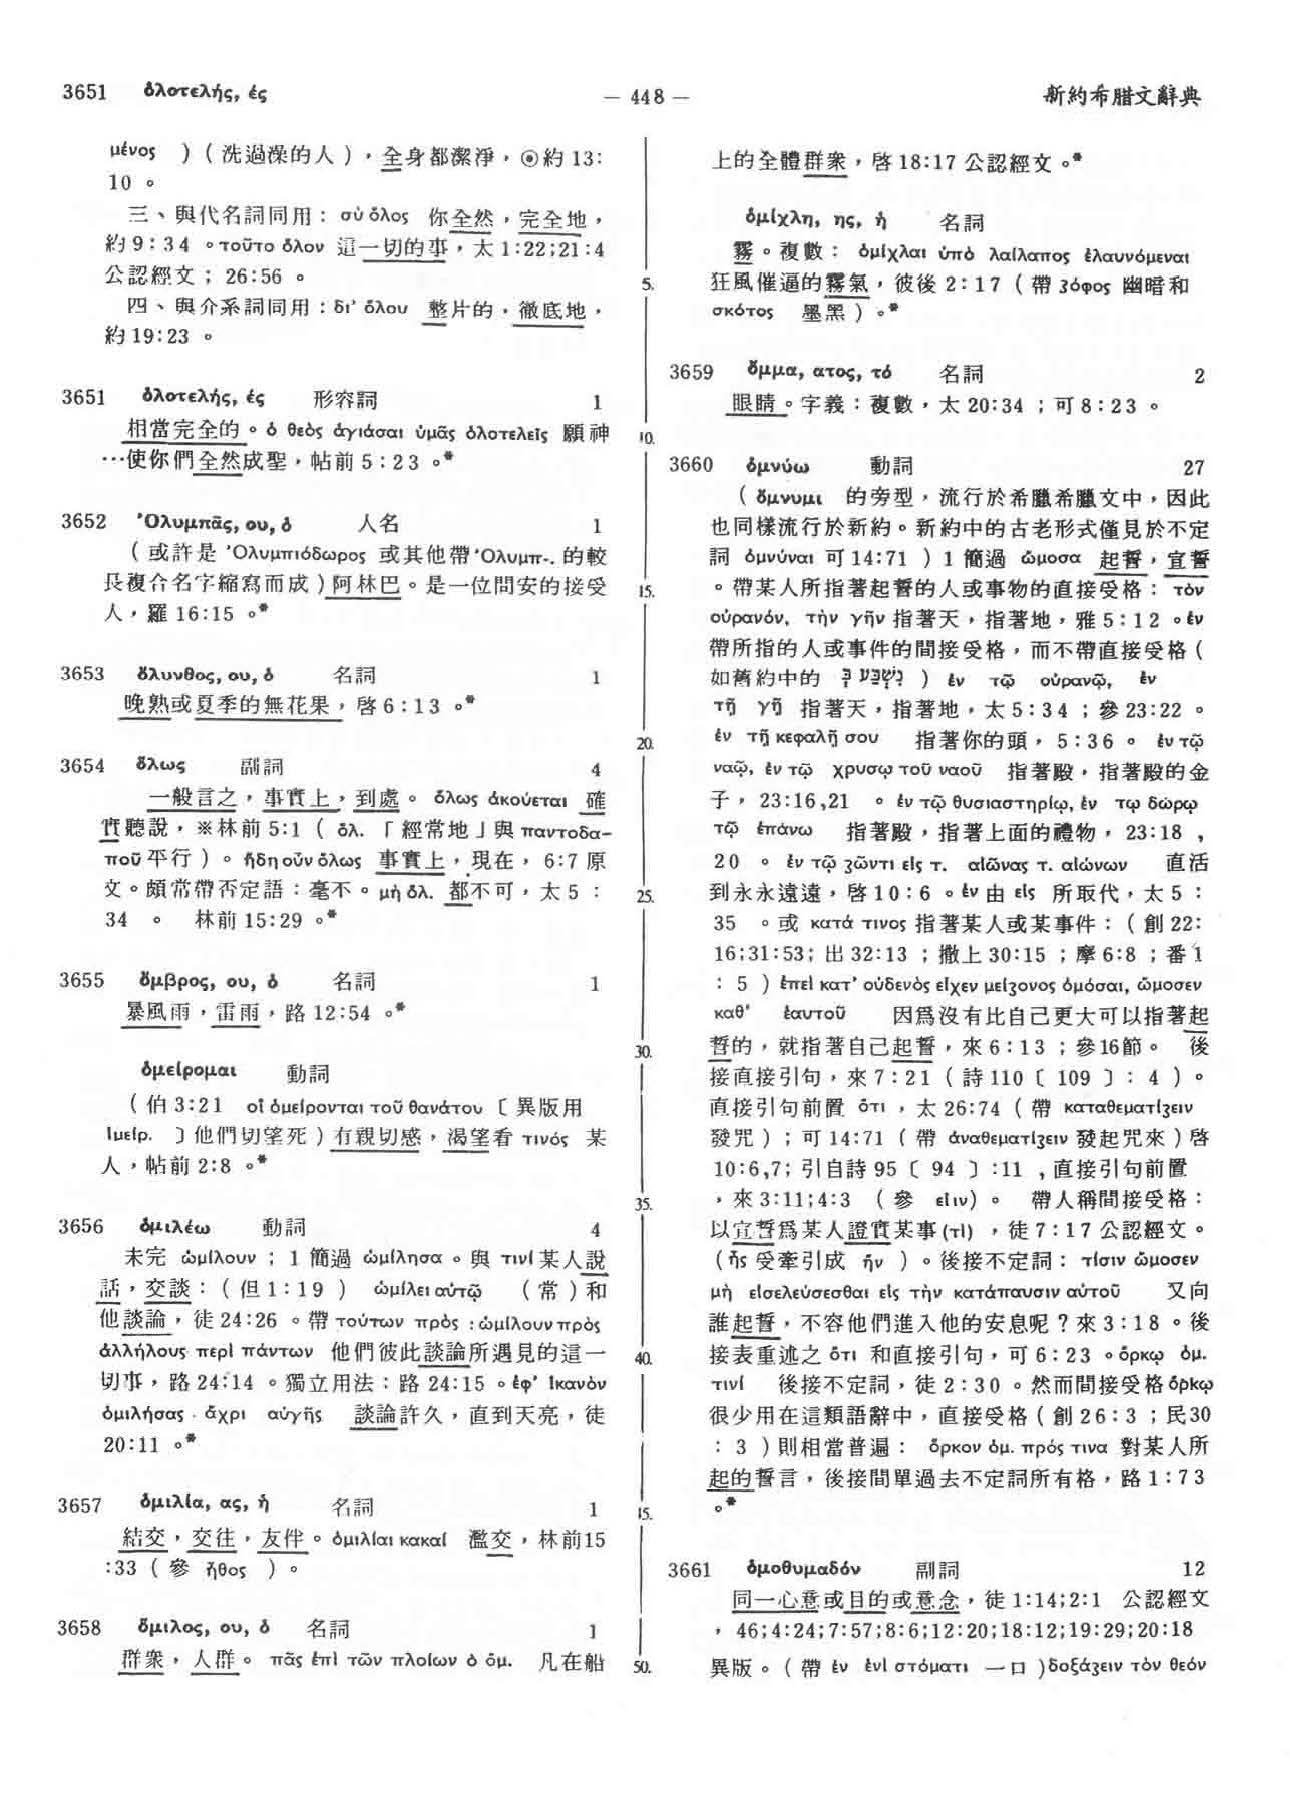 3651 ὁλοτελής, ές
— 448 —
新約希腊文辭典
μένος ）（洗過澡的人），全身都潔淨，⊙約 13:
10 。
三、與代名詞同用： σὺ ὅλος 你全然，完全地，
約 9：34 。τοῦτο ὅλον 這一切的事，太 1:22;21:4
公認經文； 26:56 。
四、與介系詞同用：δι’ ὅλου 整片的，徹底地，
約 19:23 。
3651 ὁλοτελής, ές 形容詞 1
相當完全的。ὁ θεὸς ἁγιάσαι ὑμᾶς ὁλοτελεῖς 願神
…使你們全然成聖，帖前 5：23 。*
3652 Ὀλυμπᾶς, ου, ὁ 人名 1
（或許是 Ὀλυμπιόδωρος 或其他帶 Ὀλυμπ-. 的較
長複合名字縮寫而成）阿林巴。是一位問安的接受
人，羅 16:15 。*
3653 ὄλυνθος, ου, ὁ 名詞 1
晚熟或夏季的無花果，啓 6：13 。*
3654 ὅλως 副詞 4
一般言之，事實上，到處。 ὅλως ἀκούεται 確
實聽說，※林前 5:1（ ὅλ. 「經常地」與 παντοδα-
ποῦ 平行）。ἤδη οὖν ὅλως 事實上，現在， 6:7 原
文。頗常帶否定語：毫不。μὴ ὅλ. 都不可，太 5 ：
34 。 林前 15:29 。*
3655 ὄμβρος, ου, ὁ 名詞 1
暴風雨，雷雨，路 12:54 。*
ὁμείρομαι 動詞
（伯 3:21 οἳ ὁμείρονται τοῦ θανάτου 〔 異版用
ἱμείρ. 〕他們切望死）有親切感，渴望着 τινός 某
人，帖前 2:8 。*
3656 ὁμιλέω 動詞 4
未完 ὡμίλουν ； 1 簡過 ὡμίλησα。與 τινί 某人說
話，交談：（但 1：19 ） ὡμίλει αὐτῷ （常）和
他談論，徒 24:26 。帶 τούτων πρὸς :ὡμίλουν πρὸς
ἀλλήλους περὶ πάντων 他們彼此談論所遇見的這一
切事，路 24:14 。獨立用法：路 24:15 。ἐφ’ ἱκανὸν
ὁμιλήσας ἄχρι αὐγῆς 談論許久，直到天亮，徒
20:11 。*
3657 ὁμιλία, ας, ἡ 名詞 1
結交，交往，友伴。ὁμιλίαι κακαί 濫交，林前15
:33（參 ἦθος ）。
3658 ὅμιλος, ου, ὁ 名詞 1
群衆，人群。 πᾶς ἐπὶ τῶν πλοίων ὁ ὅμ. 凡在船
5.
10.
15.
20.
25.
30.
35.
40.
45.
50.
上的全體群衆，啓 18:17 公認經文。*
ὁμίχλη, ης, ἡ 名詞
霧。複數： ὁμίχλαι ὑπὸ λαίλαπος ἐλαυνόμεναι
狂風催逼的霧氣，彼後 2：17（帶 ζόφος 幽暗和
σκότος 墨黑）。*
3659 ὄμμα, ατος, τό 名詞 2
眼睛。字義：複數，太 20:34 ；可 8：23 。
3660 ὀμνύω 動詞 27
（ ὄμνυμι 的旁型，流行於希臘希臘文中，因此
也同樣流行於新約。新約中的古老形式僅見於不定
詞 ὀμνύναι 可 14:71 ）1 簡過 ὤμοσα 起誓，宣誓
。帶某人所指著起誓的人或事物的直接受格： τὸν
οὐρανόν, τὴν γῆν 指著天，指著地，雅 5：12 。ἐν
帶所指的人或事件的間接受格，而不帶直接受格（
如舊約中的 נִשְׁבַּע בְּ ） ἐν τῷ οὐρανῷ, ἐν
τῇ γῇ 指著天，指著地，太 5：34 ；參 23:22 。
ἐν τῇ κεφαλῇ σου 指著你的頭， 5：36 。 ἐν τῷ
ναῷ, ἐν τῷ χρυσῳ τοῦ ναοῦ 指著殿，指著殿的金
子， 23:16,21 。 ἐν τῷ θυσιαστηρίῳ, ἐν τῳ δώρῳ
τῷ ἐπάνω 指著殿，指著上面的禮物， 23:18 ，
20 。 ἐν τῷ ζῶντι εἰς τ. αἰῶνας τ. αἰώνων 直活
到永永遠遠，啓 10：6 。ἐν 由 εἰς 所取代，太 5 ：
35 。或 κατά τινος 指著某人或某事件：（創 22:
16;31:53; 出 32:13 ；撒上 30:15 ；摩 6:8 ；番 1
：5 ）ἐπεὶ κατ’ οὐδενὸς εἶχεν μείζονος ὀμόσαι, ὤμοσεν
καθ’ ἑαυτοῦ 因爲沒有比自己更大可以指著起
誓的，就指著自己起誓，來 6：13 ；參16節。 後
接直接引句，來 7：21（詩 110〔 109 〕：4 ）。
直接引句前置 ὅτι ，太 26:74（帶 καταθεματίζειν
發咒）；可 14:71（帶 ἀναθεματίζειν 發起咒來）啓
10:6,7; 引自詩 95〔 94 〕:11 ,直接引句前置
，來 3:11;4:3 （參 εἰ ιν）。 帶人稱間接受格：
以宣誓爲某人證實某事 (τὶ) ，徒 7：17 公認經文。
（ἧς 受牽引成 ἥν ）。後接不定詞： τίσιν ὤμοσεν
μὴ εἰσελεύσεσθαι εἰς τὴν κατάπαυσιν αὐτοῦ 又向
誰起誓，不容他們進入他的安息呢？來 3：18 。後
接表重述之 ὅτι 和直接引句，可 6：23 。ὅρκῳ ὀμ.
τινί 後接不定詞，徒 2：30 。然而間接受格 ὅρκῳ
很少用在這類語辭中，直接受格（創 26：3 ；民30
：3 ）則相當普遍： ὅρκον ὀμ. πρός τινα 對某人所
起的誓言，後接間單過去不定詞所有格，路 1：73
。*
3661 ὁμοθυμαδόν 副詞 12
同一心意或目的或意念，徒 1:14;2:1 公認經文
，46;4:24;7:57;8:6;12:20;18:12;19:29;20:18
異版。（帶 ἐν ἑνὶ στόματι 一口）δοξάζειν τὸν θεόν